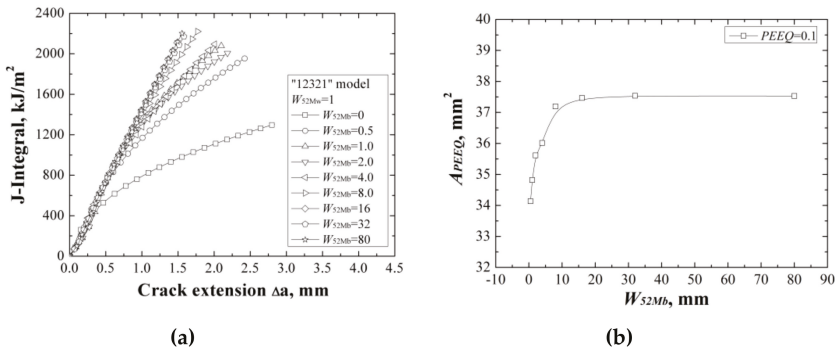 (a)
2400
2000
1600
1200
800
400
0
J-Integral, kJ/m²
0.0 0.5 1.0 1.5 2.0 2.5 3.0 3.5 4.0 4.5
Crack extension Δa, mm
"12321" model
W52Mw=1
W52Mb=0
W52Mb=0.5
W52Mb=1.0
W52Mb=2.0
W52Mb=4.0
W52Mb=8.0
W52Mb=16
W52Mb=32
W52Mb=80
(a)
40
39
38
37
36
35
34
33
32
APEEQ, mm²
-10 0 10 20 30 40 50 60 70 80 90
W52Mb, mm
PEEQ=0.1
(b)